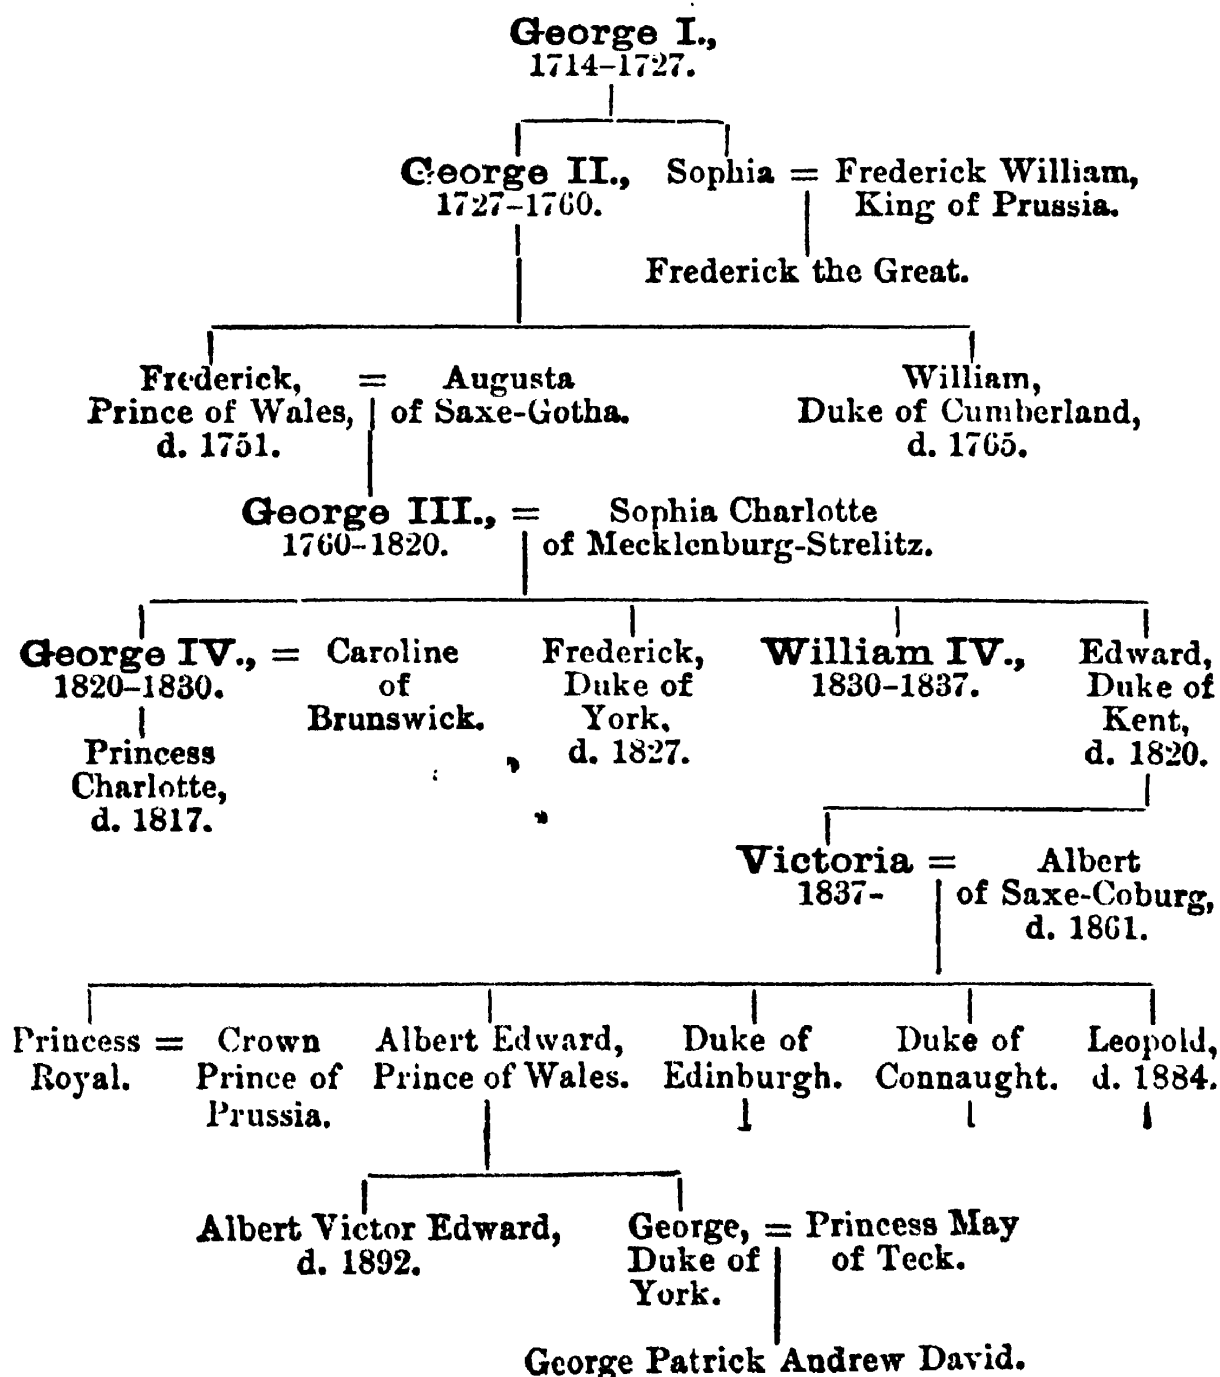 George I.,
1714-1727.
George II., Sophia = Frederick William,
1727-1760. King of Prussia.
Frederick the Great.
Frederick, = Augusta William,
Prince of Wales, of Saxe-Gotha. Duke of Cumberland,
d. 1751. d. 1765.
George III., = Sophia Charlotte
1760-1820. of Mecklenburg-Strelitz.
George IV., = Caroline Frederick, William IV., Edward,
1820-1830. of Duke of 1830-1837. Duke of
Brunswick. York, Kent,
Princess d. 1827. d. 1820.
Charlotte,
d. 1817.
Victoria = Albert
1837- of Saxe-Coburg,
d. 1861.
Princess = Crown Albert Edward, Duke of Duke of Leopold,
Royal. Prince of Prince of Wales. Edinburgh. Connaught. d. 1884.
Prussia.
Albert Victor Edward, George, = Princess May
d. 1892. Duke of of Teck.
York.
George Patrick Andrew David.